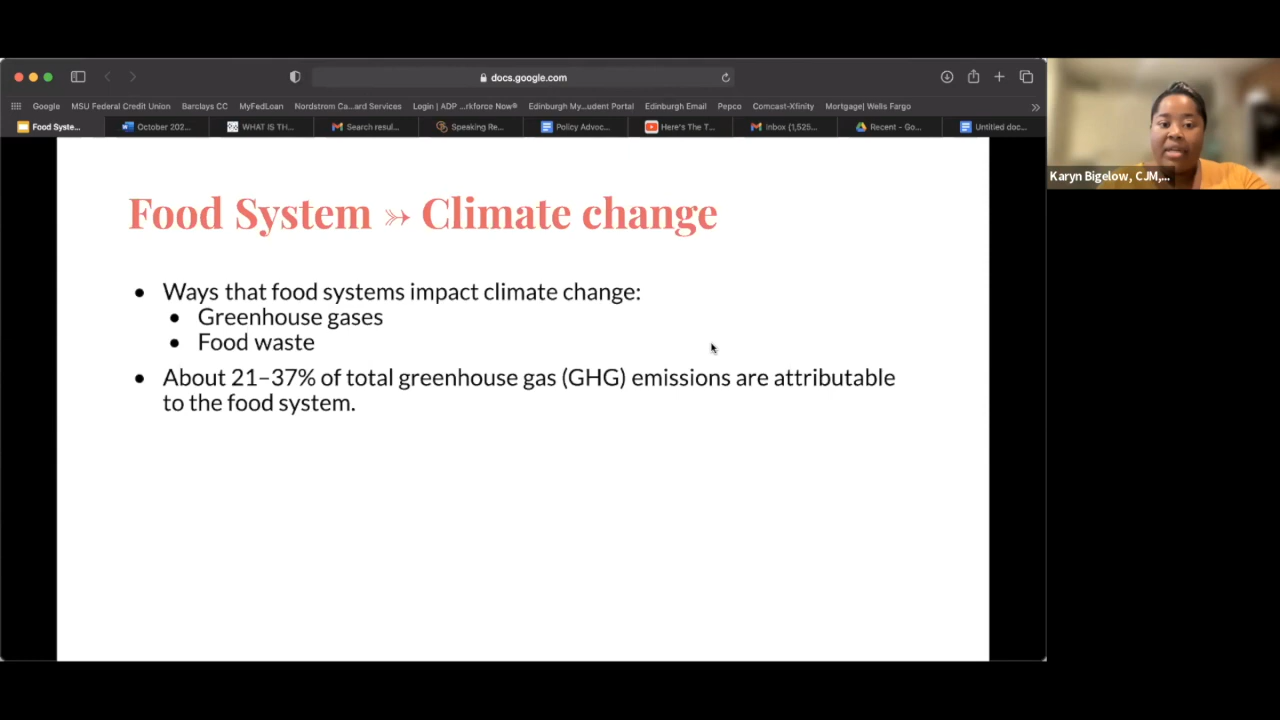 docs.google.com
Google MSU Federal Credit Union Barclays CC MyFedLoan Nordstrom Ca...ard Services Login | ADP ...rkforce Now® Edinburgh My...udent Portal Edinburgh Email Pepco Comcast-Xfinity Mortgage| Wells Fargo
Food Syste... October 202... WHAT IS TH... Search resul... Speaking Re... Policy Advoc... Here's The T... Inbox (1,525... Recent - Go... Untitled doc...
Karyn Bigelow, CJM,...
Food System ➳ Climate change
• Ways that food systems impact climate change:
• Greenhouse gases
• Food waste
• About 21–37% of total greenhouse gas (GHG) emissions are attributable
to the food system.